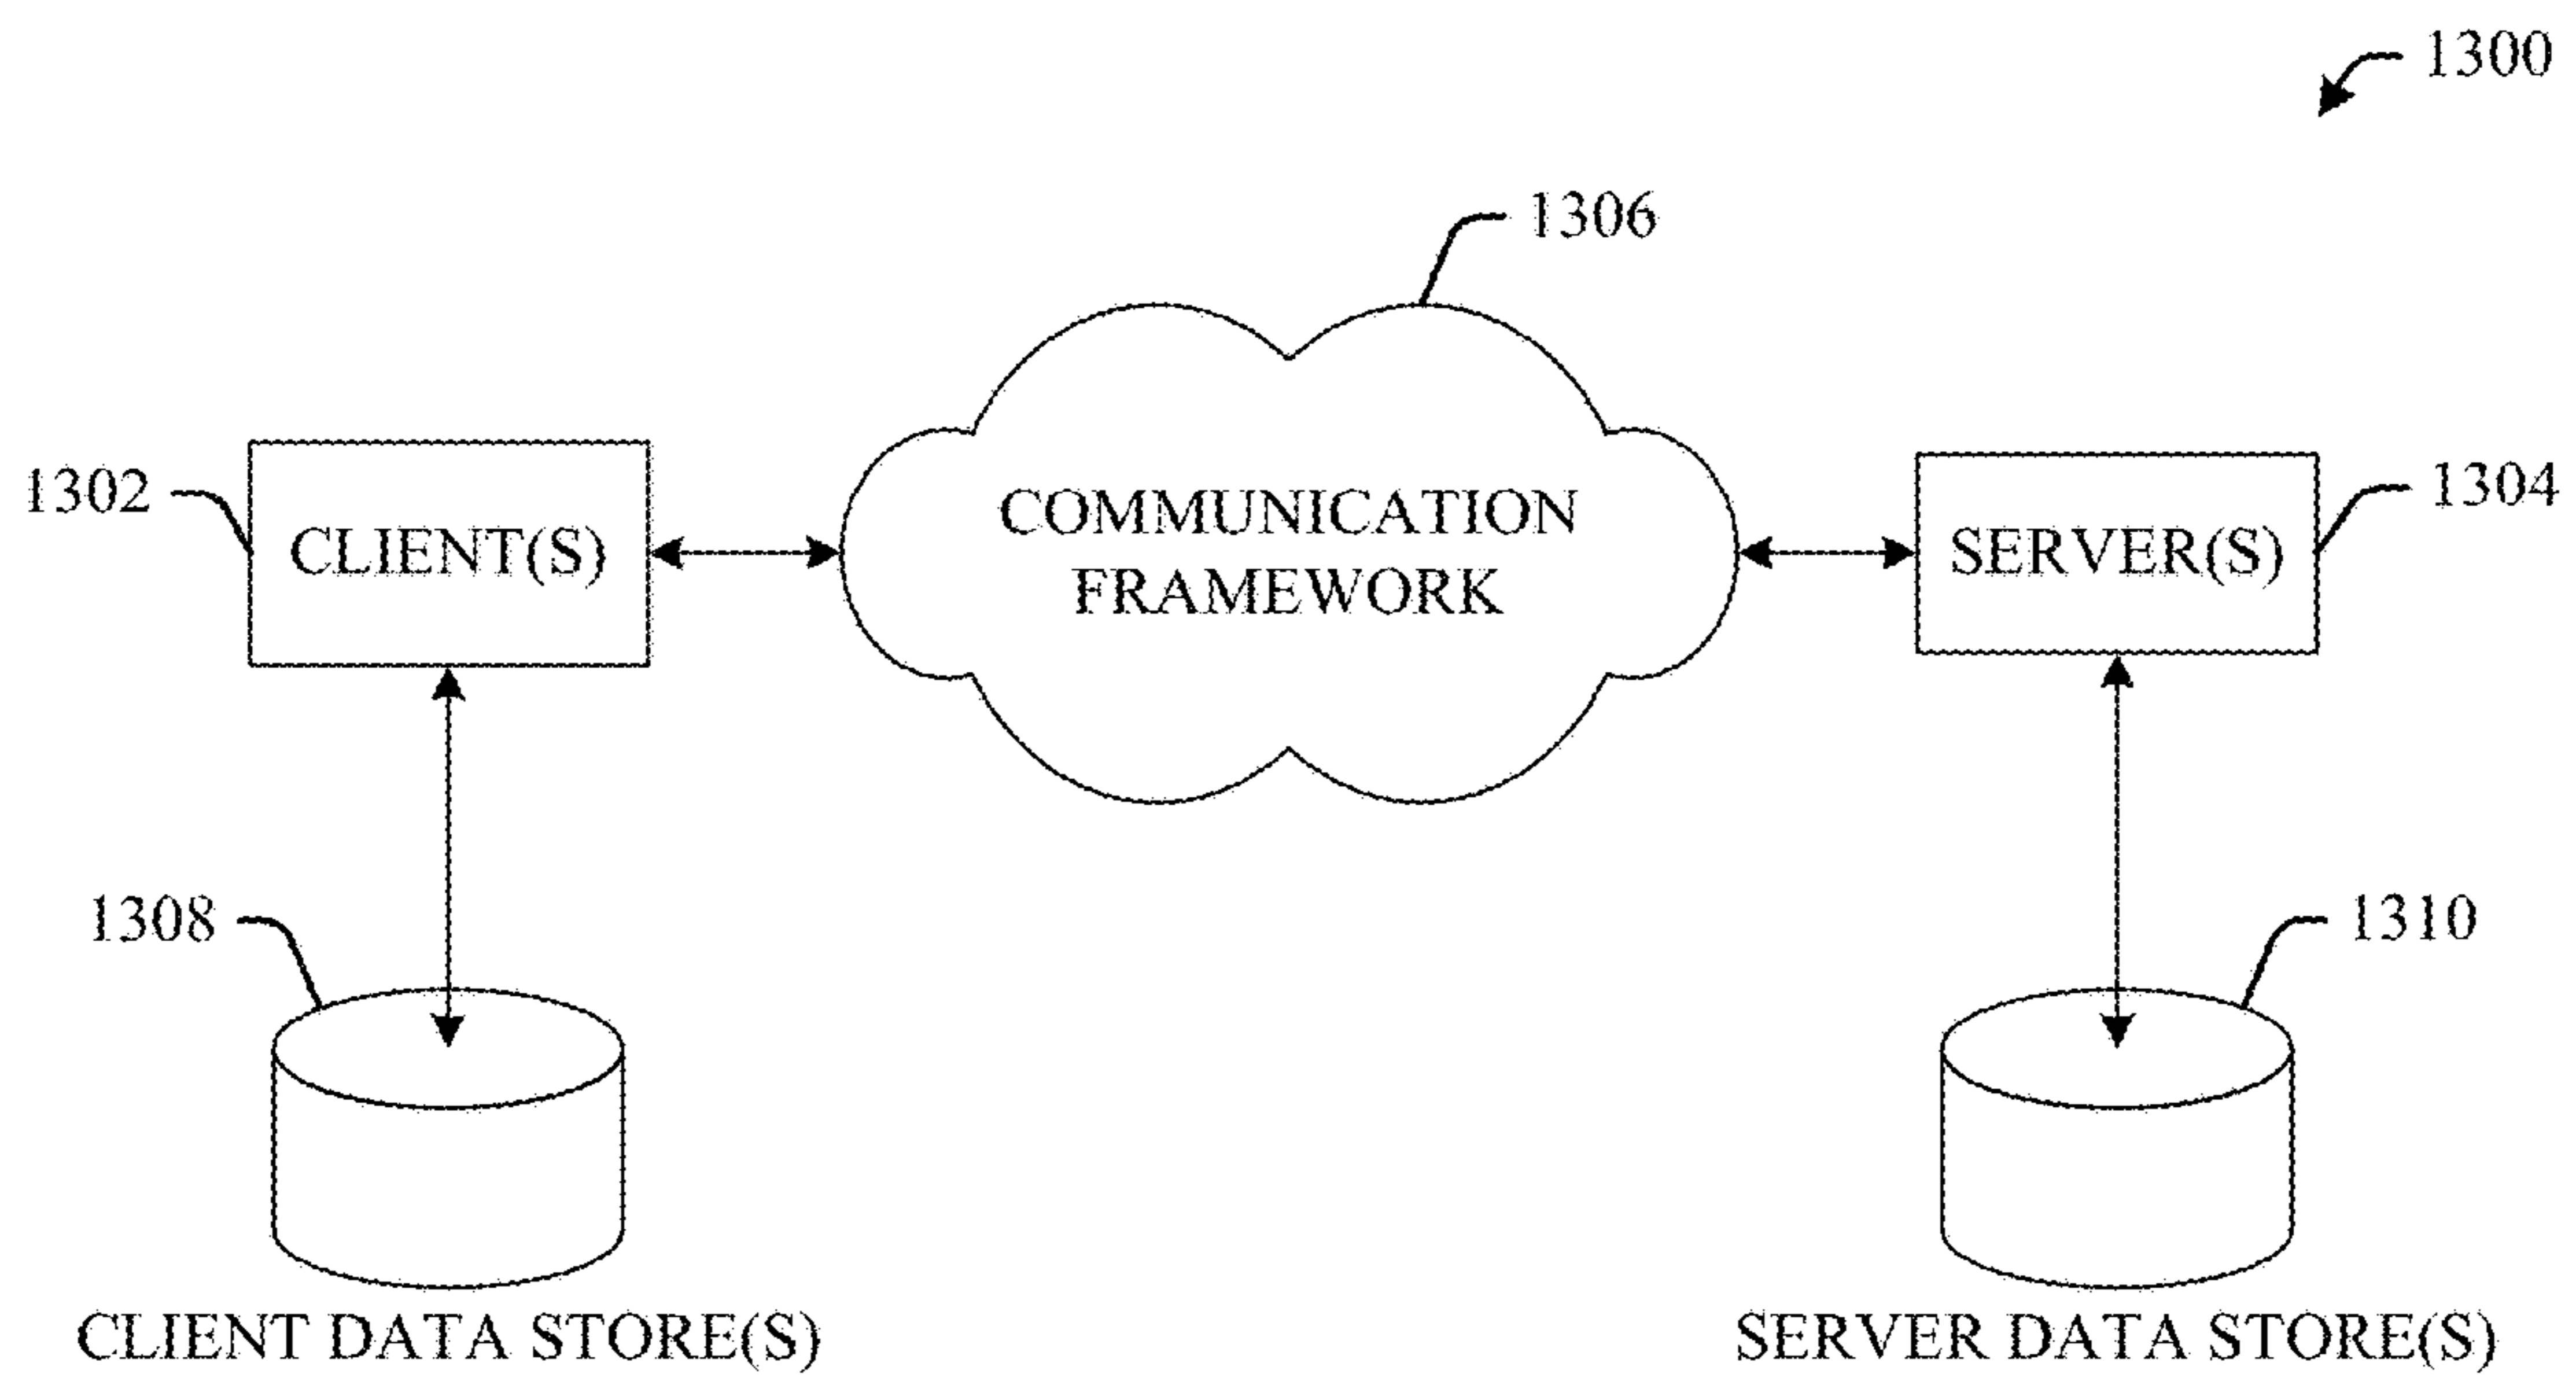 1300
1306
1302
CLIENT(S)
COMMUNICATION
FRAMEWORK
SERVER(S)
1304
1308
1310
CLIENT DATA STORE(S)
SERVER DATA STORE(S)